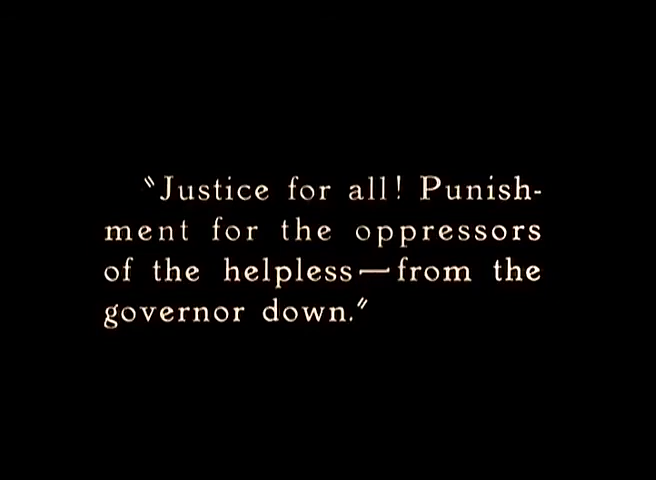 "Justice for all! Punish-
ment for the oppressors
of the helpless—from the
governor down."